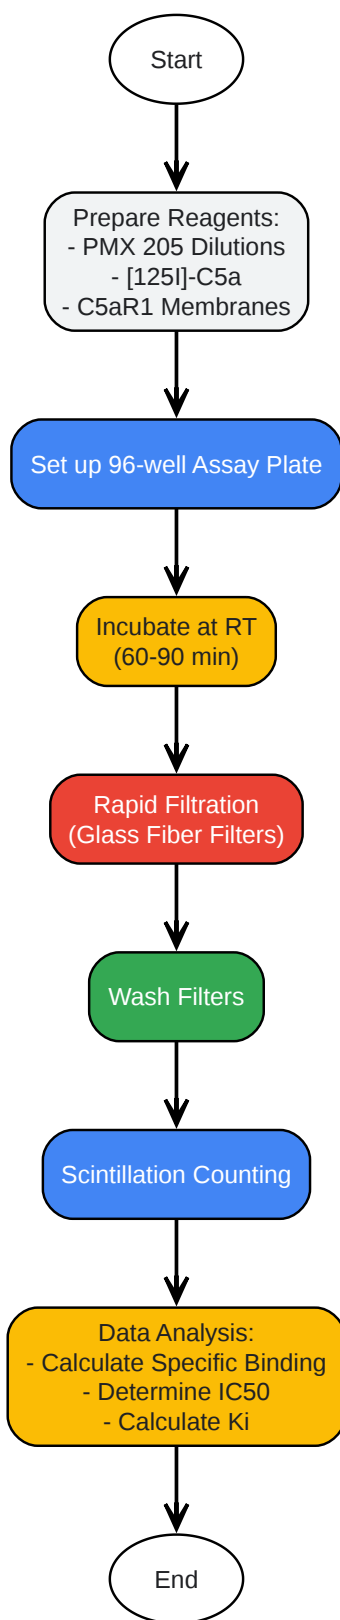 Start
Prepare Reagents:
- PMX 205 Dilutions
- [125I]-C5a
- C5aR1 Membranes
Set up 96-well Assay Plate
Incubate at RT
(60-90 min)
Rapid Filtration
(Glass Fiber Filters)
Wash Filters
Scintillation Counting
Data Analysis:
- Calculate Specific Binding
- Determine IC50
- Calculate Ki
End